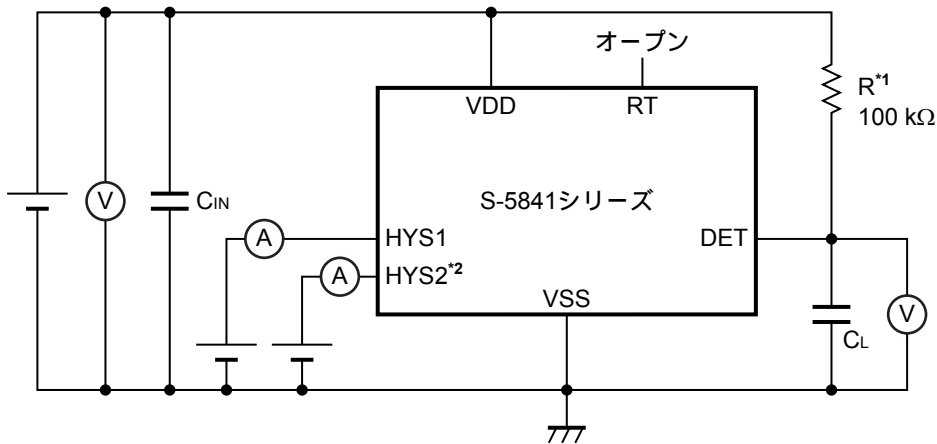 オープン
VDD
RT
R*1
100 kΩ
V
CIN
S-5841シリーズ
A
HYS1
DET
A
HYS2*2
VSS
CL
V